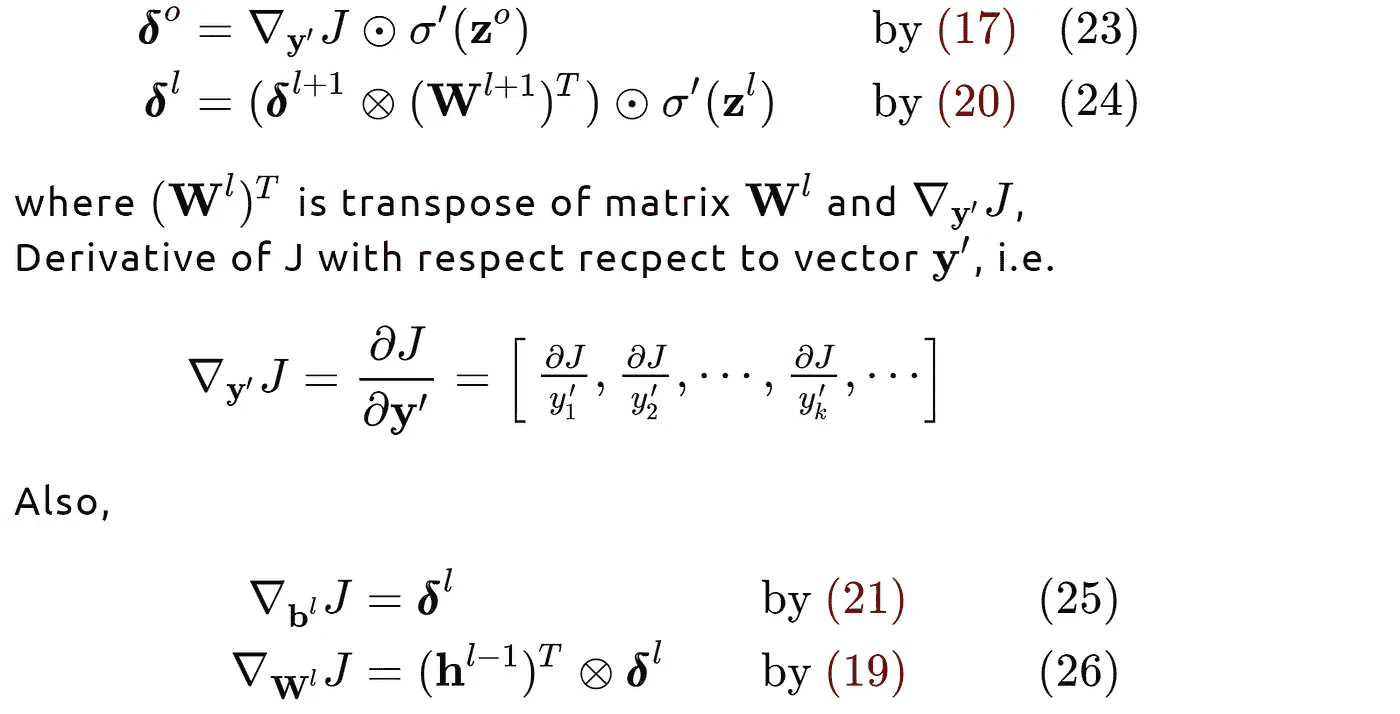 𝜹ᵒ = ∇_𝐲′ J ⊙ σ′(𝐳ᵒ) by (17) (23)
𝜹ˡ = (𝜹ˡ⁺¹ ⊗ (𝐖ˡ⁺¹)ᵀ) ⊙ σ′(𝐳ˡ) by (20) (24)
where (𝐖ˡ)ᵀ is transpose of matrix 𝐖ˡ and ∇_𝐲′ J,
Derivative of J with respect recpect to vector 𝐲′, i.e.
∇_𝐲′ J = ∂J/∂𝐲′ = [ ∂J/y′₁, ∂J/y′₂, ⋯, ∂J/y′ₖ, ⋯ ]
Also,
∇_𝐛ˡ J = 𝜹ˡ by (21) (25)
∇_𝐖ˡ J = (𝐡ˡ⁻¹)ᵀ ⊗ 𝜹ˡ by (19) (26)